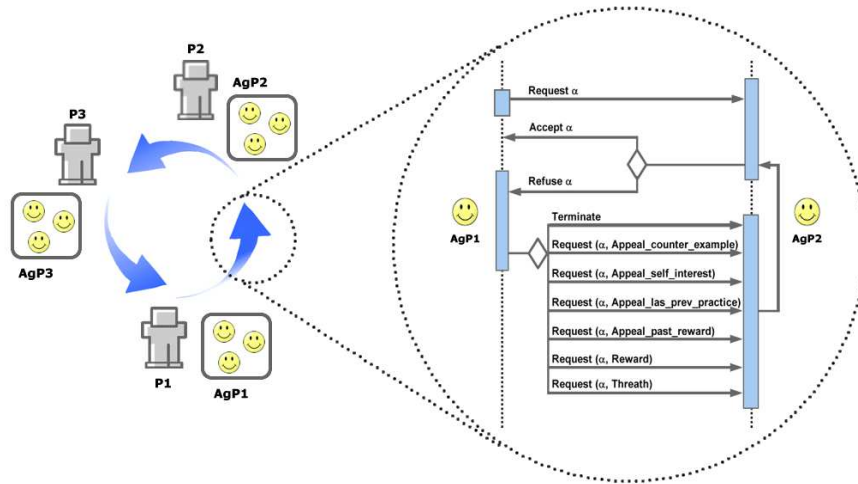 P2
AgP2
P3
AgP3
P1
AgP1
Request α
Accept α
Refuse α
AgP1
AgP2
Terminate
Request (α, Appeal_counter_example)
Request (α, Appeal_self_interest)
Request (α, Appeal_las_prev_practice)
Request (α, Appeal_past_reward)
Request (α, Reward)
Request (α, Threath)